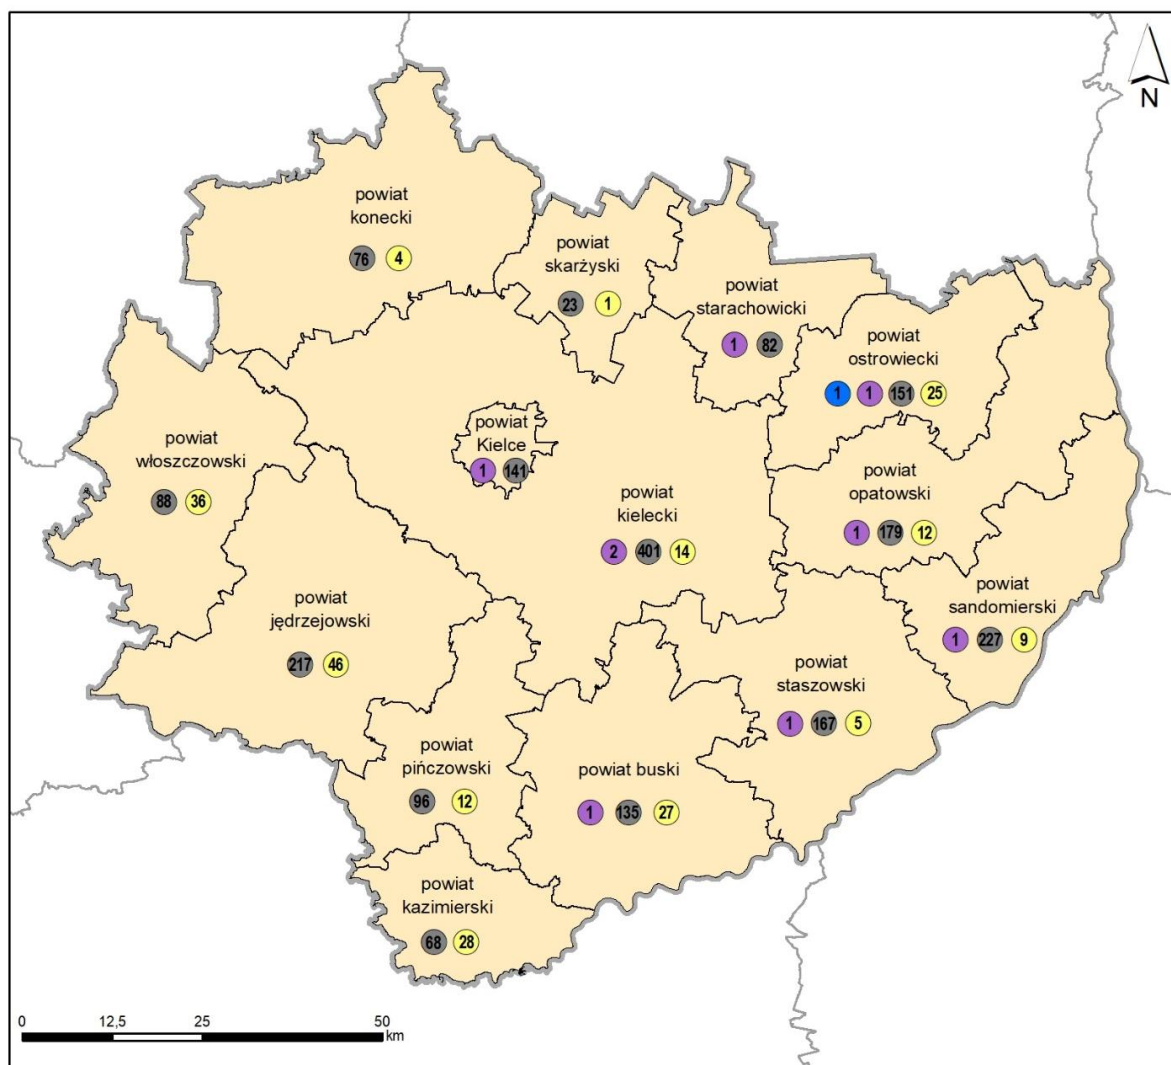 N
powiat
konecki
76 4
powiat
skarżyski
23 1
powiat
starachowicki
1 82
powiat
ostrowiecki
1 1 151 25
powiat
Kielce
1 141
powiat
włoszczowski
88 36
powiat
opatowski
1 179 12
powiat
kielecki
2 401 14
powiat
sandomierski
1 227 9
powiat
jędrzejowski
217 46
powiat
staszowski
1 167 5
powiat
pińczowski
96 12
powiat buski
1 135 27
powiat
kazimierski
68 28
0 12,5 25 50
km